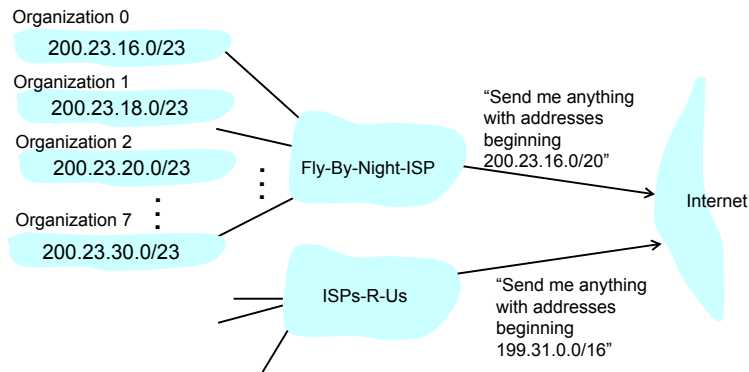 Organization 0
200.23.16.0/23
Organization 1
200.23.18.0/23
Organization 2
200.23.20.0/23
Organization 7
200.23.30.0/23
Fly-By-Night-ISP
“Send me anything
with addresses
beginning
200.23.16.0/20”
Internet
ISPs-R-Us
“Send me anything
with addresses
beginning
199.31.0.0/16”